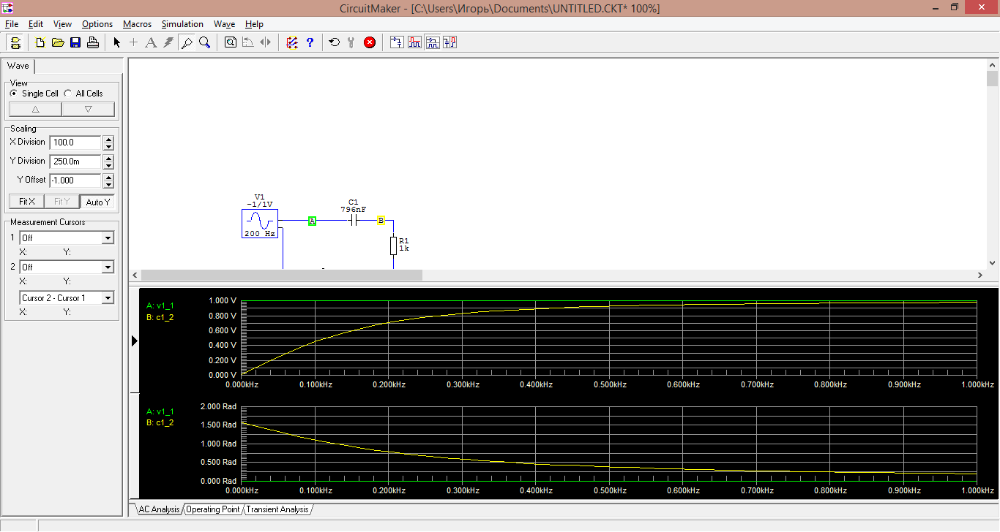 CircuitMaker - [C:\Users\Игорь\Documents\UNTITLED.CKT* 100%]
File Edit View Options Macros Simulation Wave Help
Wave
View
Single Cell All Cells
Scaling
X Division 100.0
Y Division 250.0m
Y Offset -1.000
Fit X Fit Y Auto Y
Measurement Cursors
1 Off
X: Y:
2 Off
X: Y:
Cursor 2 - Cursor 1
X: Y:
V1
-1/1V
200 Hz
A
C1
796nF
B
R1
1k
A: v1_1
B: c1_2
1.000 V
0.800 V
0.600 V
0.400 V
0.200 V
0.000 V
0.000kHz 0.100kHz 0.200kHz 0.300kHz 0.400kHz 0.500kHz 0.600kHz 0.700kHz 0.800kHz 0.900kHz 1.000kHz
A: v1_1
B: c1_2
2.000 Rad
1.500 Rad
1.000 Rad
0.500 Rad
0.000 Rad
0.000kHz 0.100kHz 0.200kHz 0.300kHz 0.400kHz 0.500kHz 0.600kHz 0.700kHz 0.800kHz 0.900kHz 1.000kHz
AC Analysis Operating Point Transient Analysis